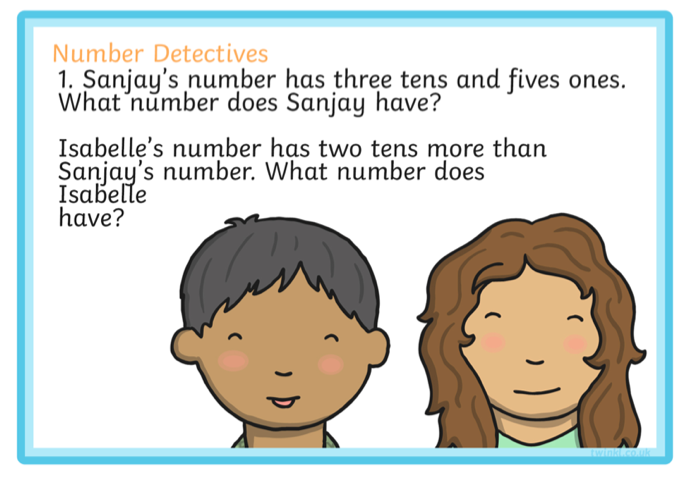 Number Detectives
1. Sanjay's number has three tens and fives ones.
What number does Sanjay have?
Isabelle's number has two tens more than
Sanjay's number. What number does
Isabelle
have?
twinkl.co.uk